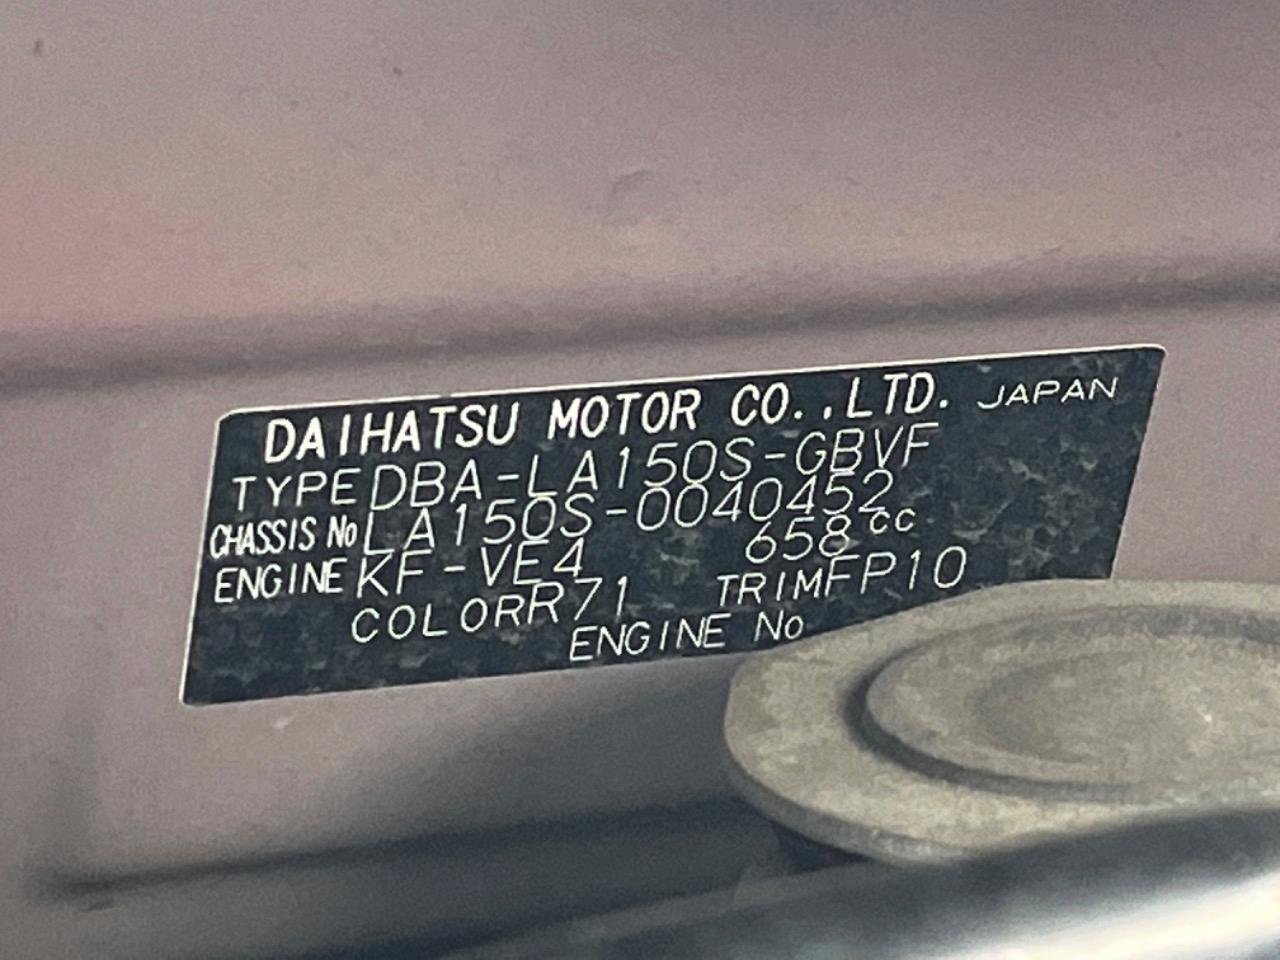 DAIHATSU MOTOR CO.,LTD. JAPAN
TYPE DBA-LA150S-GBVF
CHASSIS No LA150S-0040452
ENGINE KF-VE4 658cc
COLOR R71 TRIM FP10
ENGINE No